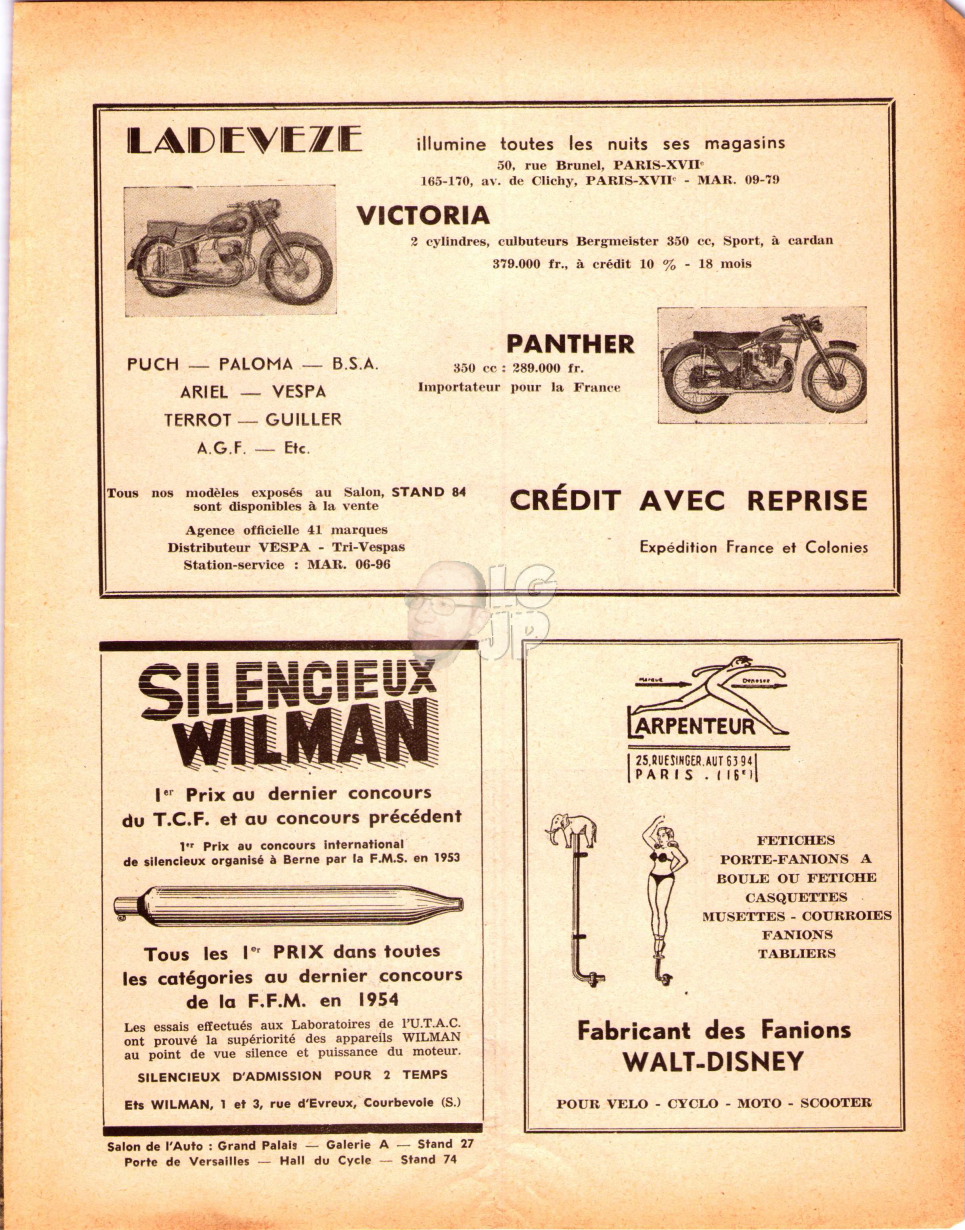 LADEVEZE
illumine toutes les nuits ses magasins
50, rue Brunel, PARIS-XVIIe
165-170, av. de Clichy, PARIS-XVIIe - MAR. 09-79
VICTORIA
2 cylindres, culbuteurs Bergmeister 350 cc, Sport, à cardan
379.000 fr., à crédit 10 % - 18 mois
PANTHER
350 cc : 289.000 fr.
Importateur pour la France
PUCH — PALOMA — B.S.A.
ARIEL — VESPA
TERROT — GUILLER
A.G.F. — Etc.
Tous nos modèles exposés au Salon, STAND 84
sont disponibles à la vente
Agence officielle 41 marques
Distributeur VESPA - Tri-Vespas
Station-service : MAR. 06-96
CRÉDIT AVEC REPRISE
Expédition France et Colonies
LG
JP
SILENCIEUX
WILMAN
1er Prix au dernier concours
du T.C.F. et au concours précédent
1er Prix au concours international
de silencieux organisé à Berne par la F.M.S. en 1953
Tous les 1er PRIX dans toutes
les catégories au dernier concours
de la F.F.M. en 1954
Les essais effectués aux Laboratoires de l'U.T.A.C.
ont prouvé la supériorité des appareils WILMAN
au point de vue silence et puissance du moteur.
SILENCIEUX D'ADMISSION POUR 2 TEMPS
Ets WILMAN, 1 et 3, rue d'Evreux, Courbevoie (S.)
Salon de l'Auto : Grand Palais — Galerie A — Stand 27
Porte de Versailles — Hall du Cycle — Stand 74
MARQUE DÉPOSÉE
LARPENTEUR
25, RUE SINGER. AUT 63 94
PARIS . (16e)
FETICHES
PORTE-FANIONS A
BOULE OU FETICHE
CASQUETTES
MUSETTES - COURROIES
FANIONS
TABLIERS
Fabricant des Fanions
WALT-DISNEY
POUR VELO - CYCLO - MOTO - SCOOTER